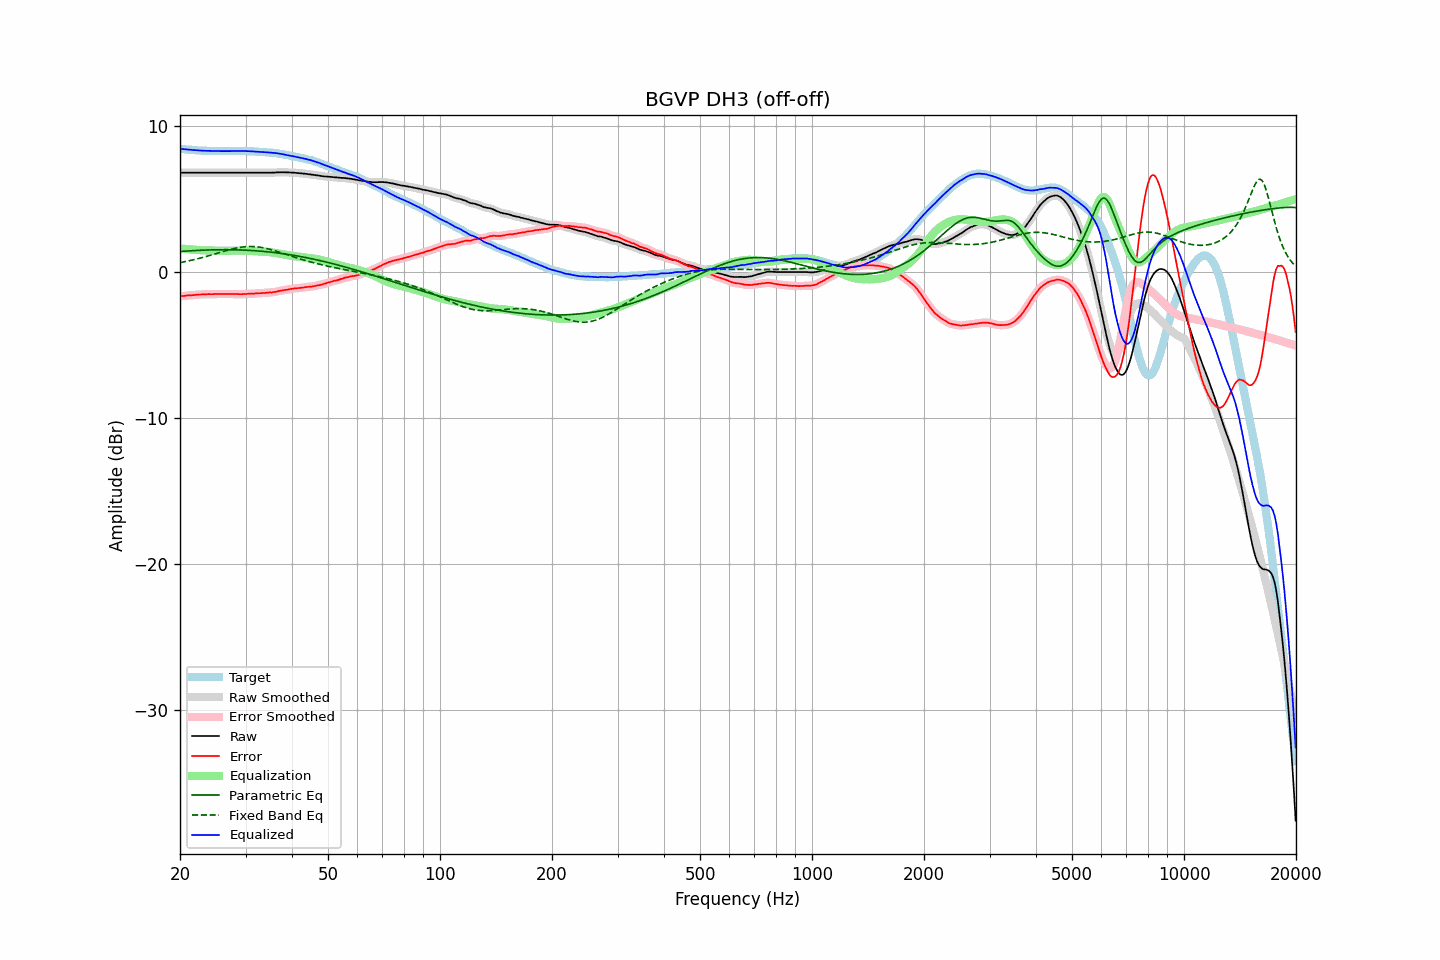 BGVP DH3 (off-off)
10
0
−10
−20
−30
Amplitude (dBr)
20
50
100
200
500
1000
2000
5000
10000
20000
Frequency (Hz)
Target
Raw Smoothed
Error Smoothed
Raw
Error
Equalization
Parametric Eq
Fixed Band Eq
Equalized